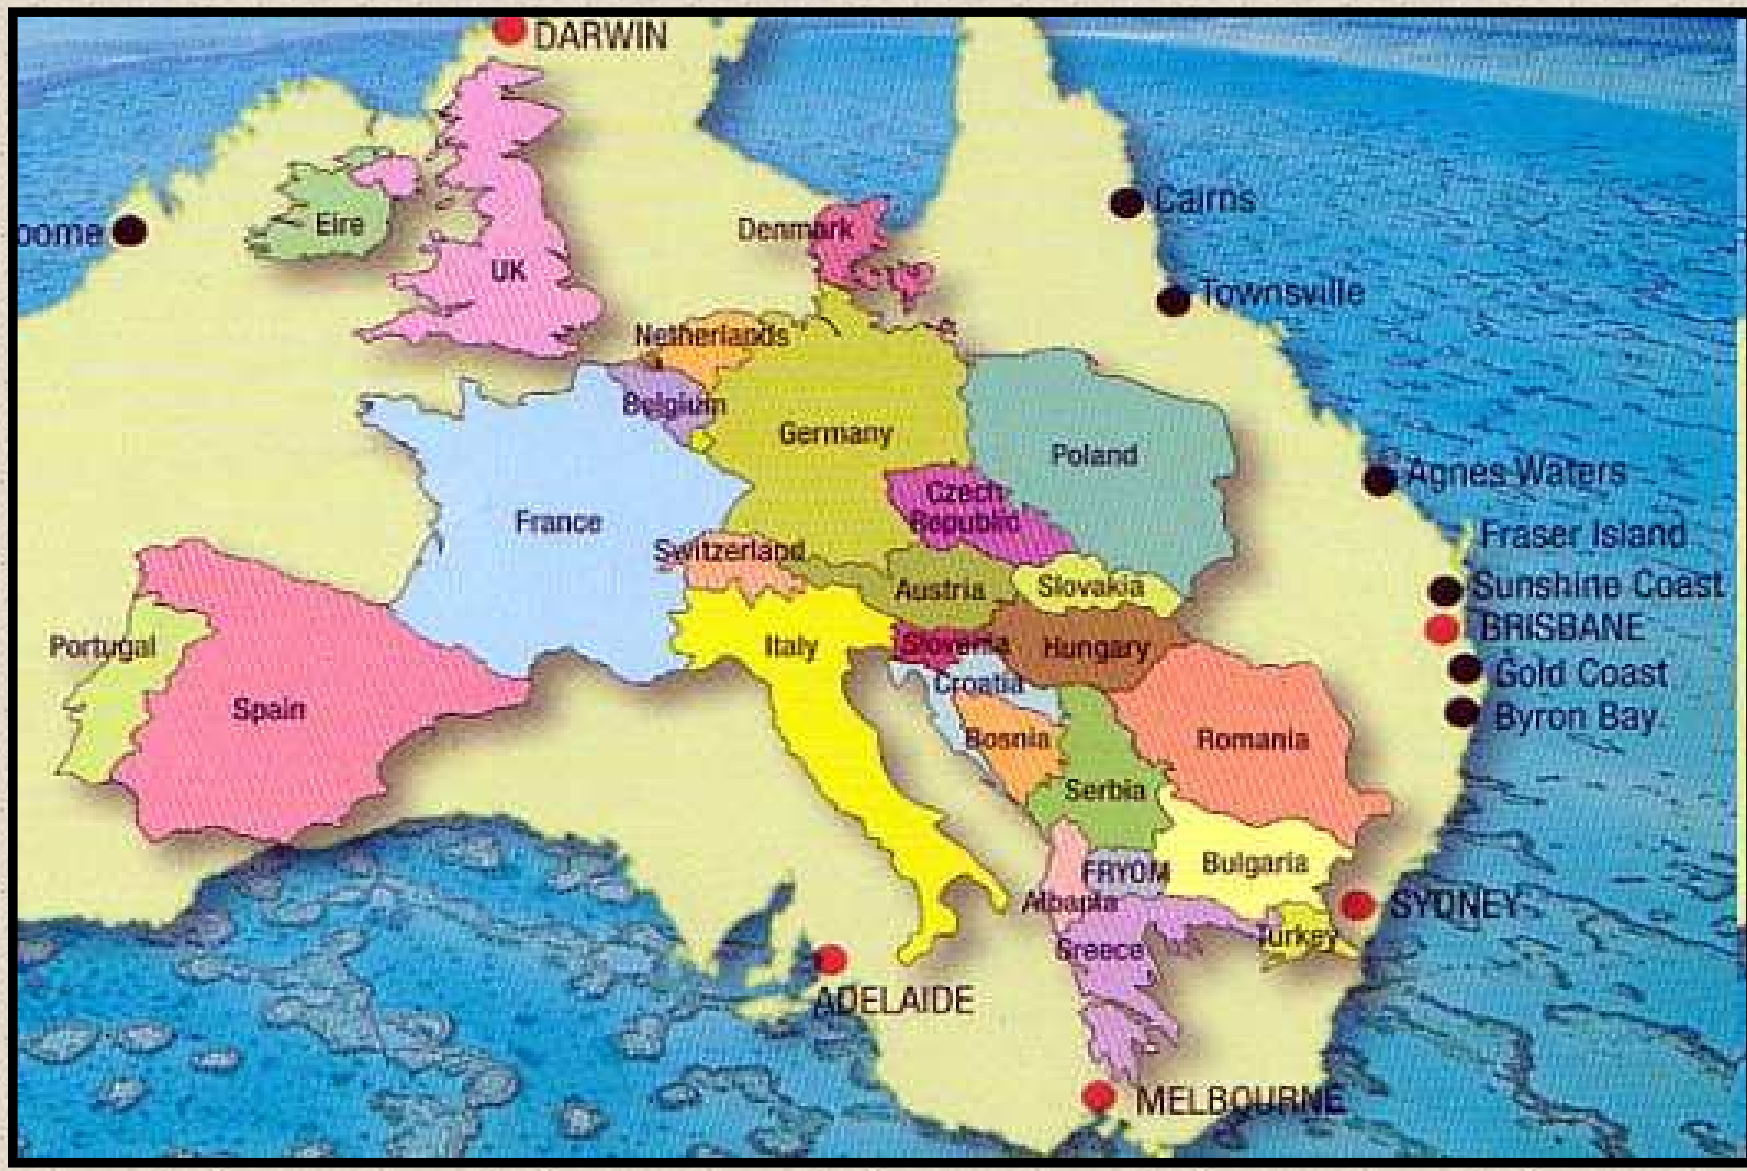 DARWIN
Cairns
oome
Eire
Denmark
UK
Townsville
Netherlands
Belgium
Germany
Poland
Agnes Waters
Czech
Republic
France
Fraser Island
Switzerland
Austria
Slovakia
Sunshine Coast
BRISBANE
Portugal
Italy
Slovenia
Hungary
Gold Coast
Croatia
Spain
Byron Bay
Bosnia
Romania
Serbia
FRYOM
Bulgaria
Albania
SYDNEY
Greece
Turkey
ADELAIDE
MELBOURNE